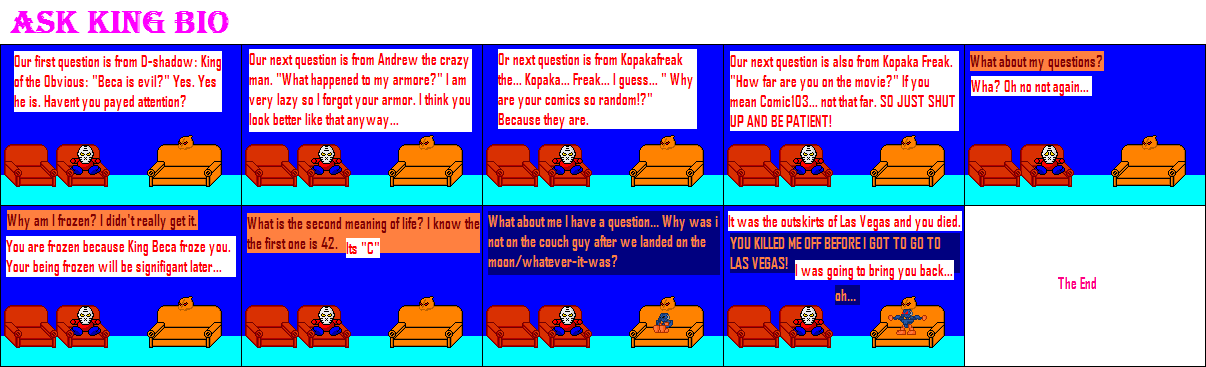 ASK KING BIO
Our first question is from D-shadow: King
of the Obvious: "Beca is evil?" Yes. Yes
he is. Havent you payed attention?
Our next question is from Andrew the crazy
man. "What happened to my armore?" I am
very lazy so I forgot your armor. I think you
look better like that anyway...
Or next question is from Kopakafreak
the... Kopaka... Freak... I guess... " Why
are your comics so random!?"
Because they are.
Our next question is also from Kopaka Freak.
"How far are you on the movie?" If you
mean Comic103... not that far. SO JUST SHUT
UP AND BE PATIENT!
What about my questions?
Wha? Oh no not again...
Why am I frozen? I didn't really get it.
You are frozen because King Beca froze you.
Your being frozen will be signifigant later...
What is the second meaning of life? I know the
the first one is 42.
Its "C"
What about me I have a question... Why was i
not on the couch guy after we landed on the
moon/whatever-it-was?
It was the outskirts of Las Vegas and you died.
YOU KILLED ME OFF BEFORE I GOT TO GO TO
LAS VEGAS!
I was going to bring you back...
oh...
The End